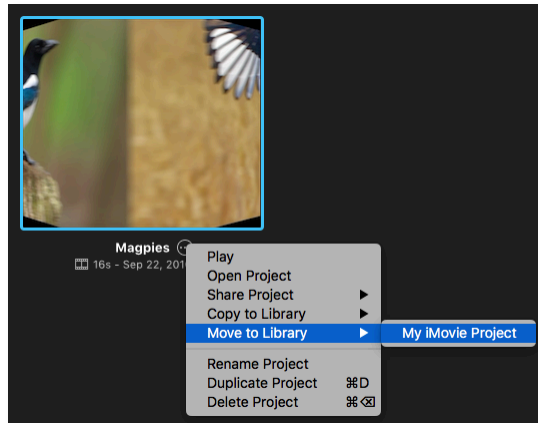 Magpies
16s - Sep 22, 201
Play
Open Project
Share Project
Copy to Library
Move to Library
My iMovie Project
Rename Project
Duplicate Project ⌘D
Delete Project ⌘⌫